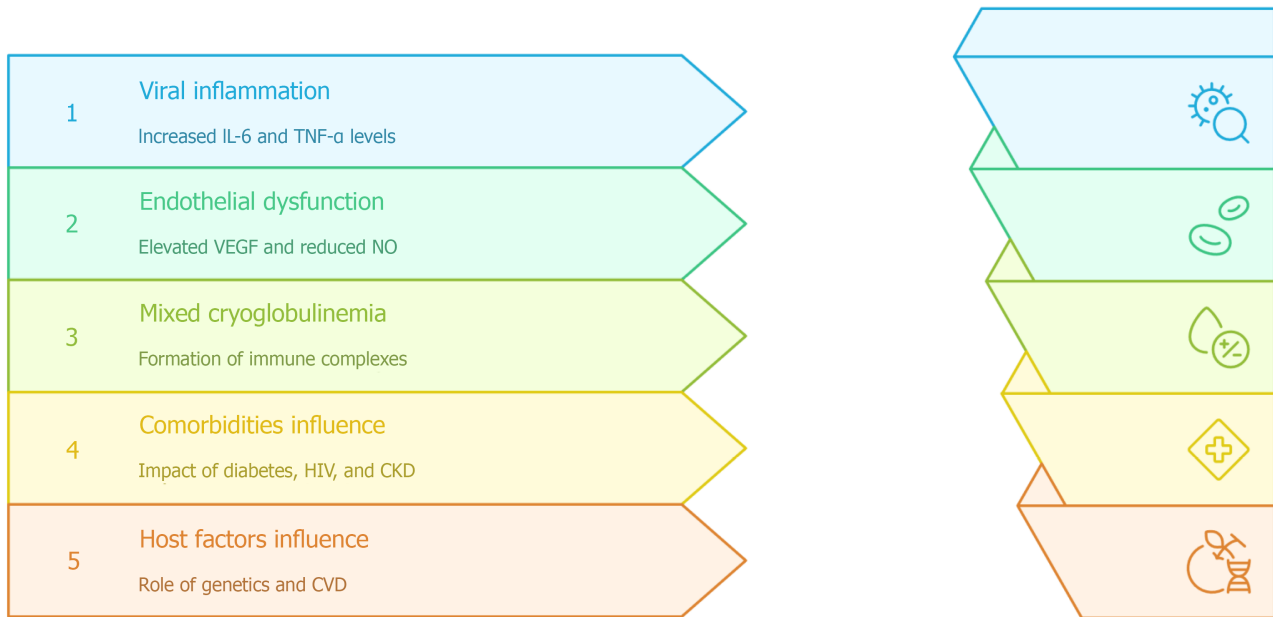 1
Viral inflammation
Increased IL-6 and TNF-α levels
2
Endothelial dysfunction
Elevated VEGF and reduced NO
3
Mixed cryoglobulinemia
Formation of immune complexes
4
Comorbidities influence
Impact of diabetes, HIV, and CKD
5
Host factors influence
Role of genetics and CVD